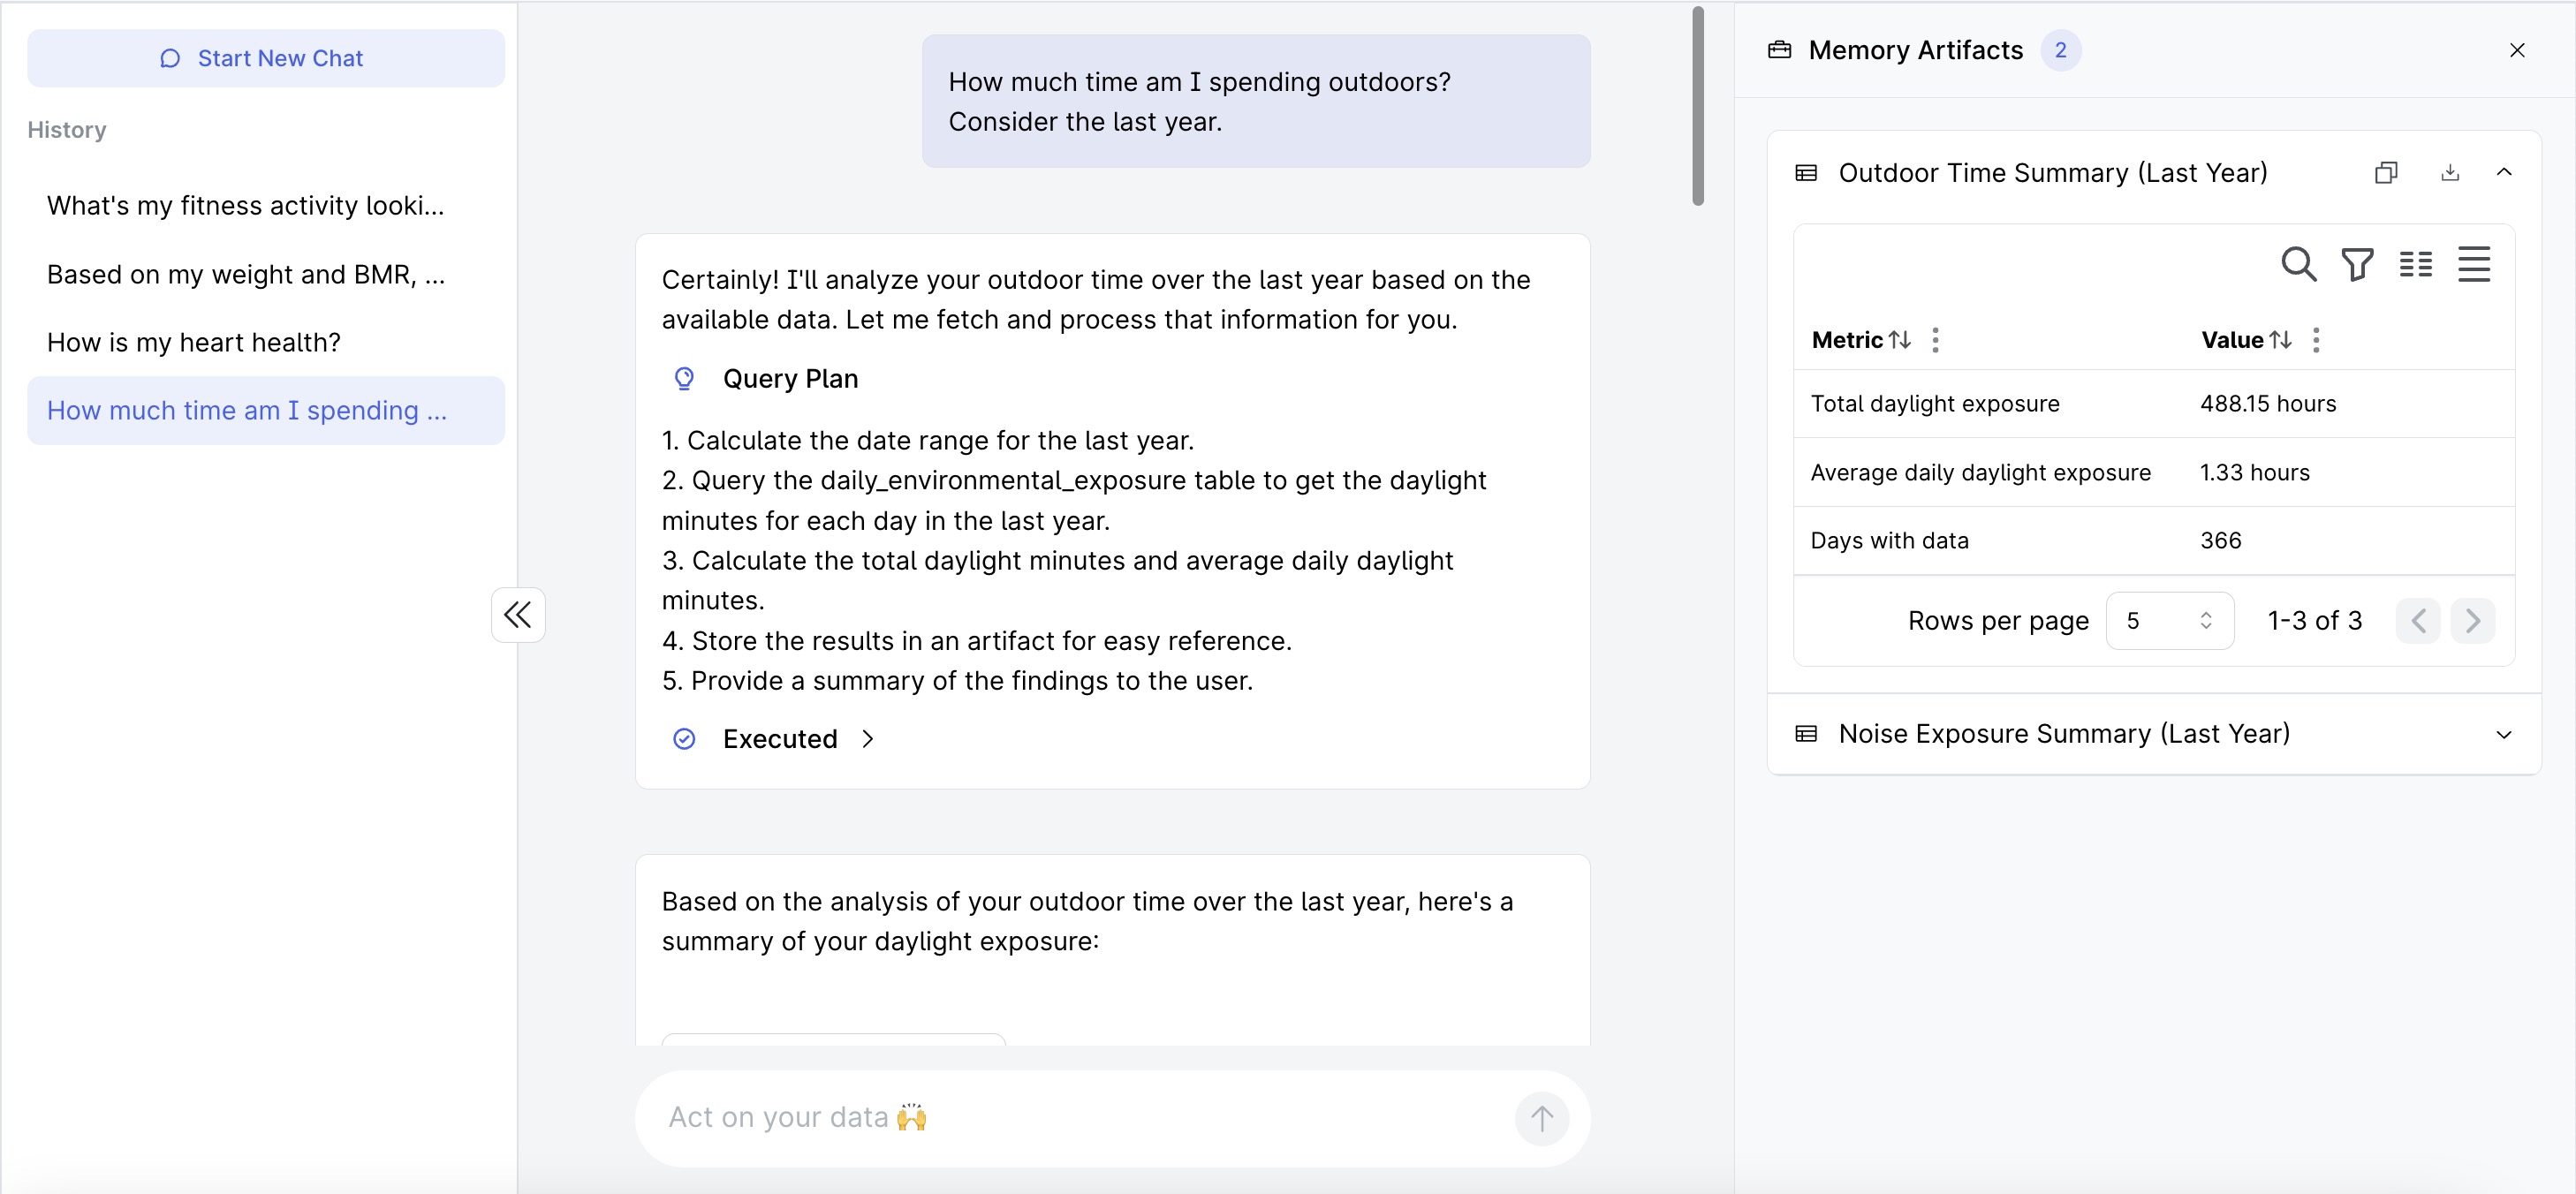 Start New Chat
History
What's my fitness activity looki...
Based on my weight and BMR, ...
How is my heart health?
How much time am I spending ...
How much time am I spending outdoors?
Consider the last year.
Certainly! I'll analyze your outdoor time over the last year based on the
available data. Let me fetch and process that information for you.
Query Plan
1. Calculate the date range for the last year.
2. Query the daily_environmental_exposure table to get the daylight
minutes for each day in the last year.
3. Calculate the total daylight minutes and average daily daylight
minutes.
4. Store the results in an artifact for easy reference.
5. Provide a summary of the findings to the user.
Executed
Based on the analysis of your outdoor time over the last year, here's a
summary of your daylight exposure:
Act on your data 🙌
Memory Artifacts 2
Outdoor Time Summary (Last Year)
Metric Value
Total daylight exposure 488.15 hours
Average daily daylight exposure 1.33 hours
Days with data 366
Rows per page 5 1-3 of 3
Noise Exposure Summary (Last Year)